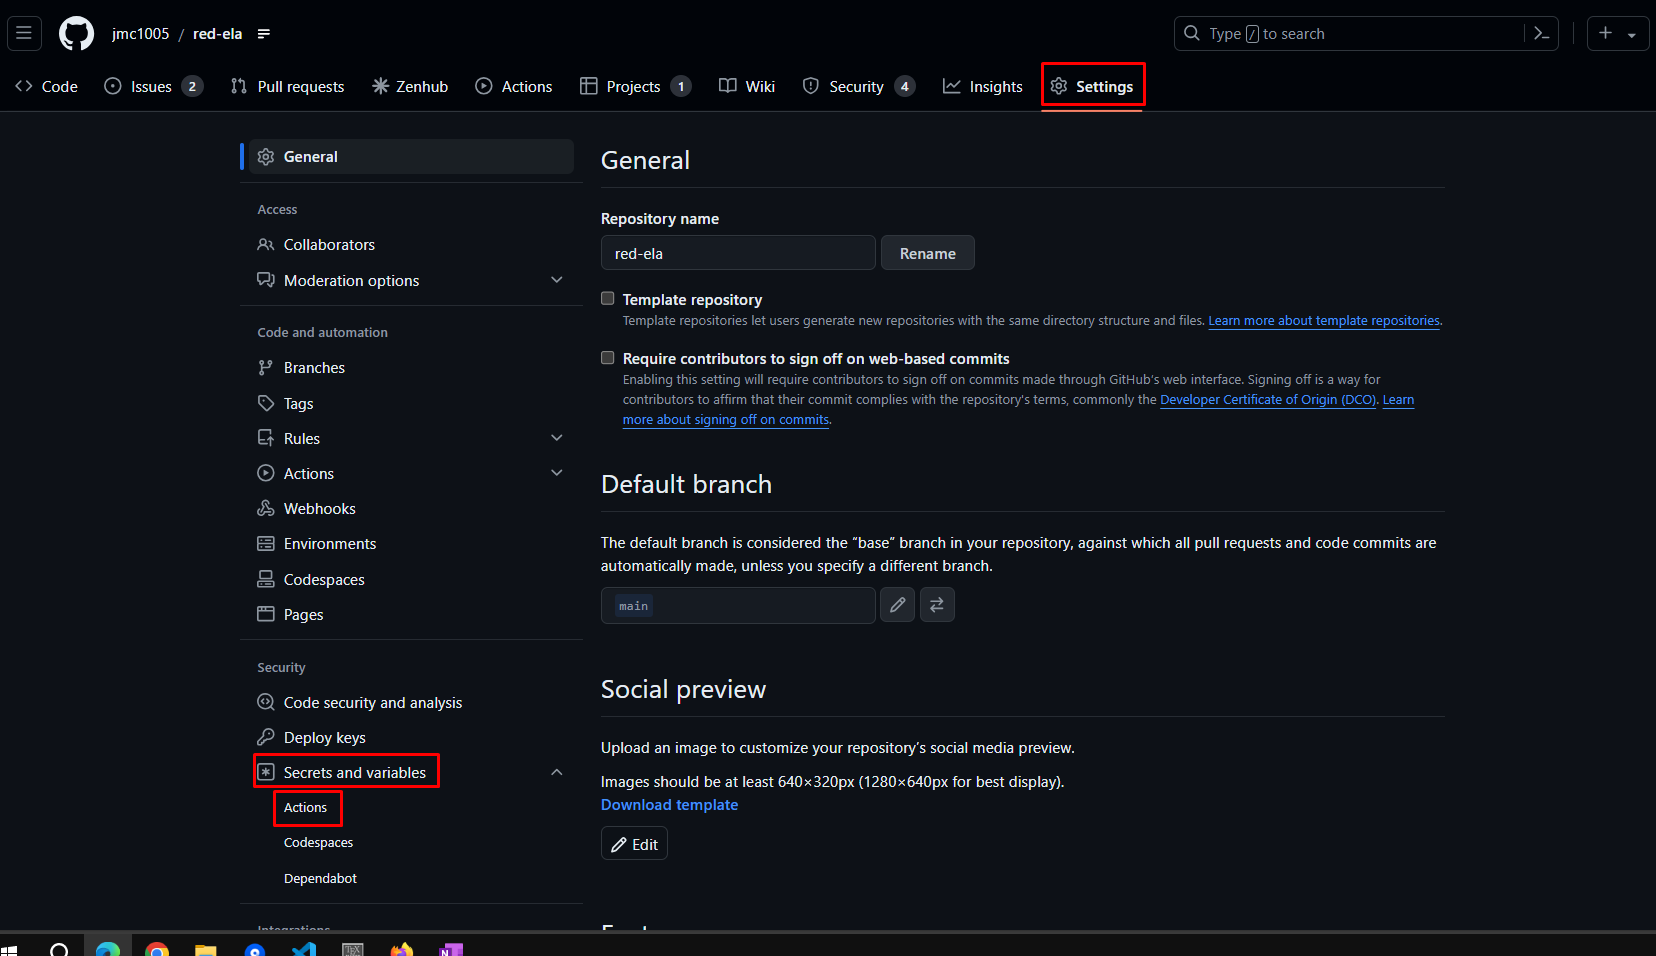 jmc1005 / red-ela
Type / to search
Code Issues 2 Pull requests Zenhub Actions Projects 1 Wiki Security 4 Insights Settings
General
Access
Collaborators
Moderation options
Code and automation
Branches
Tags
Rules
Actions
Webhooks
Environments
Codespaces
Pages
Security
Code security and analysis
Deploy keys
Secrets and variables
Actions
Codespaces
Dependabot
Integrations
General
Repository name
red-ela Rename
Template repository
Template repositories let users generate new repositories with the same directory structure and files. Learn more about template repositories.
Require contributors to sign off on web-based commits
Enabling this setting will require contributors to sign off on commits made through GitHub's web interface. Signing off is a way for
contributors to affirm that their commit complies with the repository's terms, commonly the Developer Certificate of Origin (DCO). Learn
more about signing off on commits.
Default branch
The default branch is considered the “base” branch in your repository, against which all pull requests and code commits are
automatically made, unless you specify a different branch.
main
Social preview
Upload an image to customize your repository’s social media preview.
Images should be at least 640×320px (1280×640px for best display).
Download template
Edit